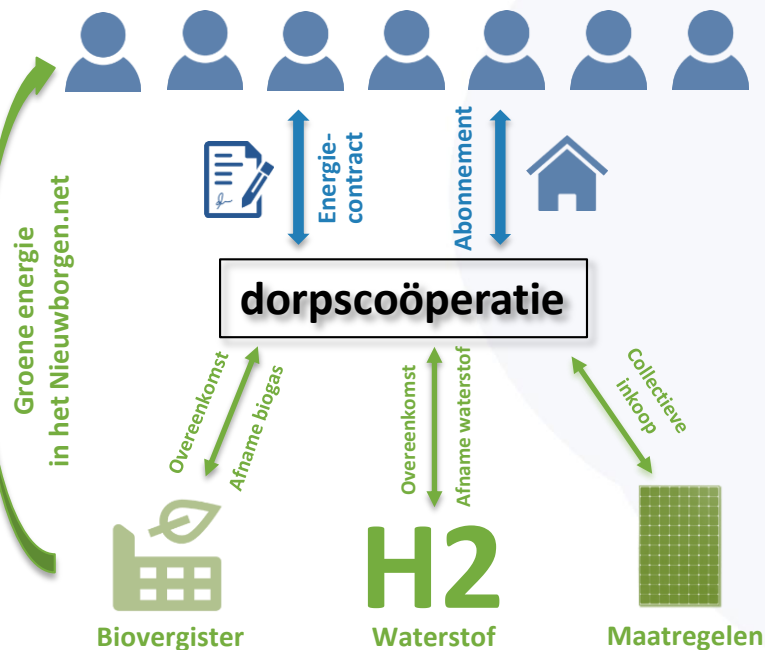 Energie-
contract
Abonnement
Groene energie
in het Nieuwborgen.net
dorpscoöperatie
Overeenkomst
Afname biogas
Overeenkomst
Afname waterstof
Collectieve
inkoop
H2
Biovergister
Waterstof
Maatregelen